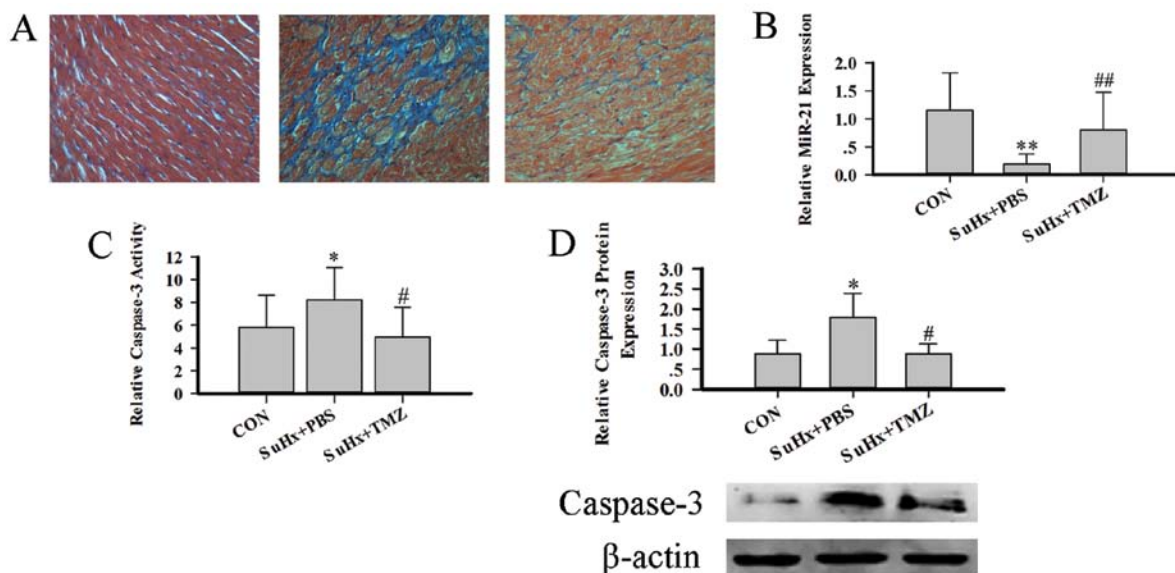 A
B
Relative MiR-21 Expression
2.0
1.5
1.0
.5
0.0
##
**
CON
SuHx+PBS
SuHx+TMZ
C
Relative Caspase-3 Activity
12
10
8
6
4
2
0
*
#
CON
SuHx+PBS
SuHx+TMZ
D
Relative Caspase-3 Protein
Expression
3.0
2.5
2.0
1.5
1.0
.5
0.0
*
#
CON
SuHx+PBS
SuHx+TMZ
Caspase-3
β-actin